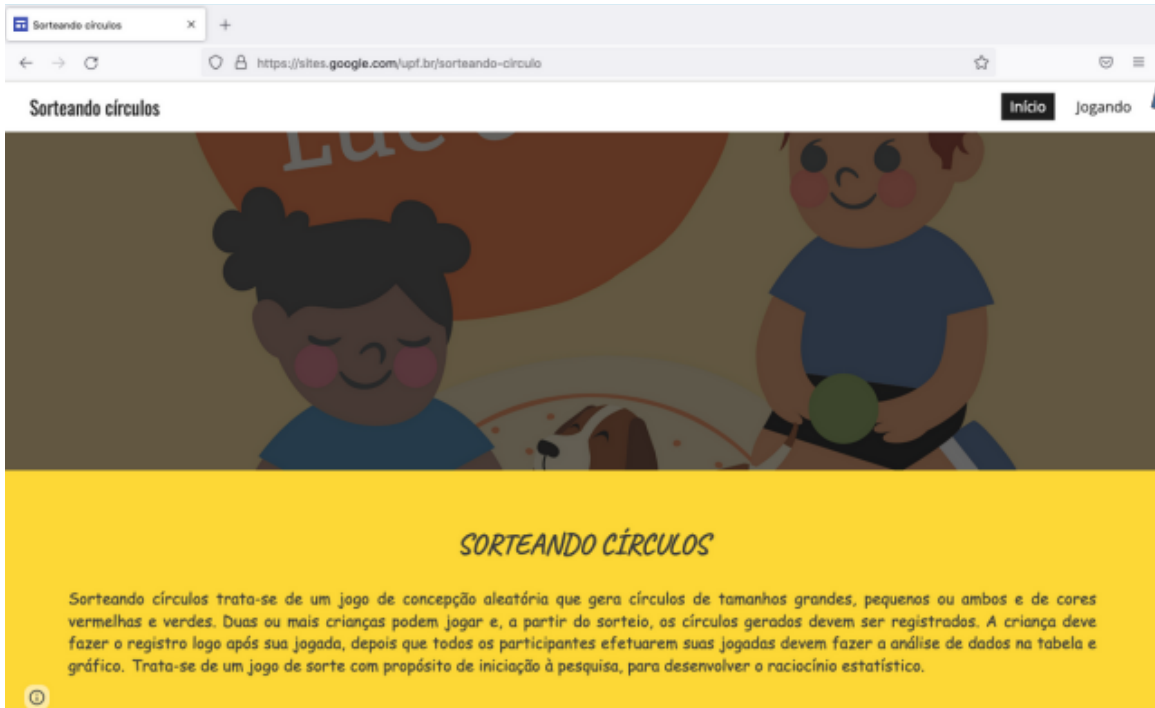 Sorteando círculos
https://sites.google.com/upf.br/sorteando-circulo
Sorteando círculos
Início Jogando
SORTEANDO CÍRCULOS
Sorteando círculos trata-se de um jogo de concepção aleatória que gera círculos de tamanhos grandes, pequenos ou ambos e de cores
vermelhas e verdes. Duas ou mais crianças podem jogar e, a partir do sorteio, os círculos gerados devem ser registrados. A criança deve
fazer o registro logo após sua jogada, depois que todos os participantes efetuarem suas jogadas devem fazer a análise de dados na tabela e
gráfico. Trata-se de um jogo de sorte com propósito de iniciação à pesquisa, para desenvolver o raciocínio estatístico.